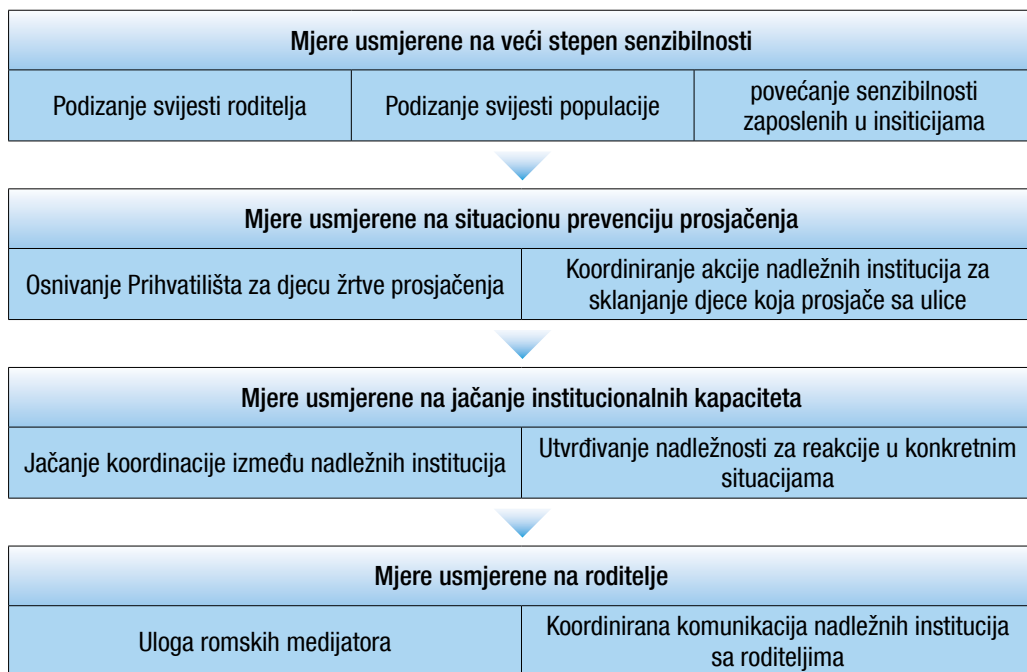 Mjere usmjerene na veći stepen senzibilnosti
Podizanje svijesti roditelja
Podizanje svijesti populacije
povećanje senzibilnosti
zaposlenih u insiticijama
Mjere usmjerene na situacionu prevenciju prosjačenja
Osnivanje Prihvatilišta za djecu žrtve prosjačenja
Koordiniranje akcije nadležnih institucija za
sklanjanje djece koja prosjače sa ulice
Mjere usmjerene na jačanje institucionalnih kapaciteta
Jačanje koordinacije između nadležnih institucija
Utvrđivanje nadležnosti za reakcije u konkretnim
situacijama
Mjere usmjerene na roditelje
Uloga romskih medijatora
Koordinirana komunikacija nadležnih institucija
sa roditeljima